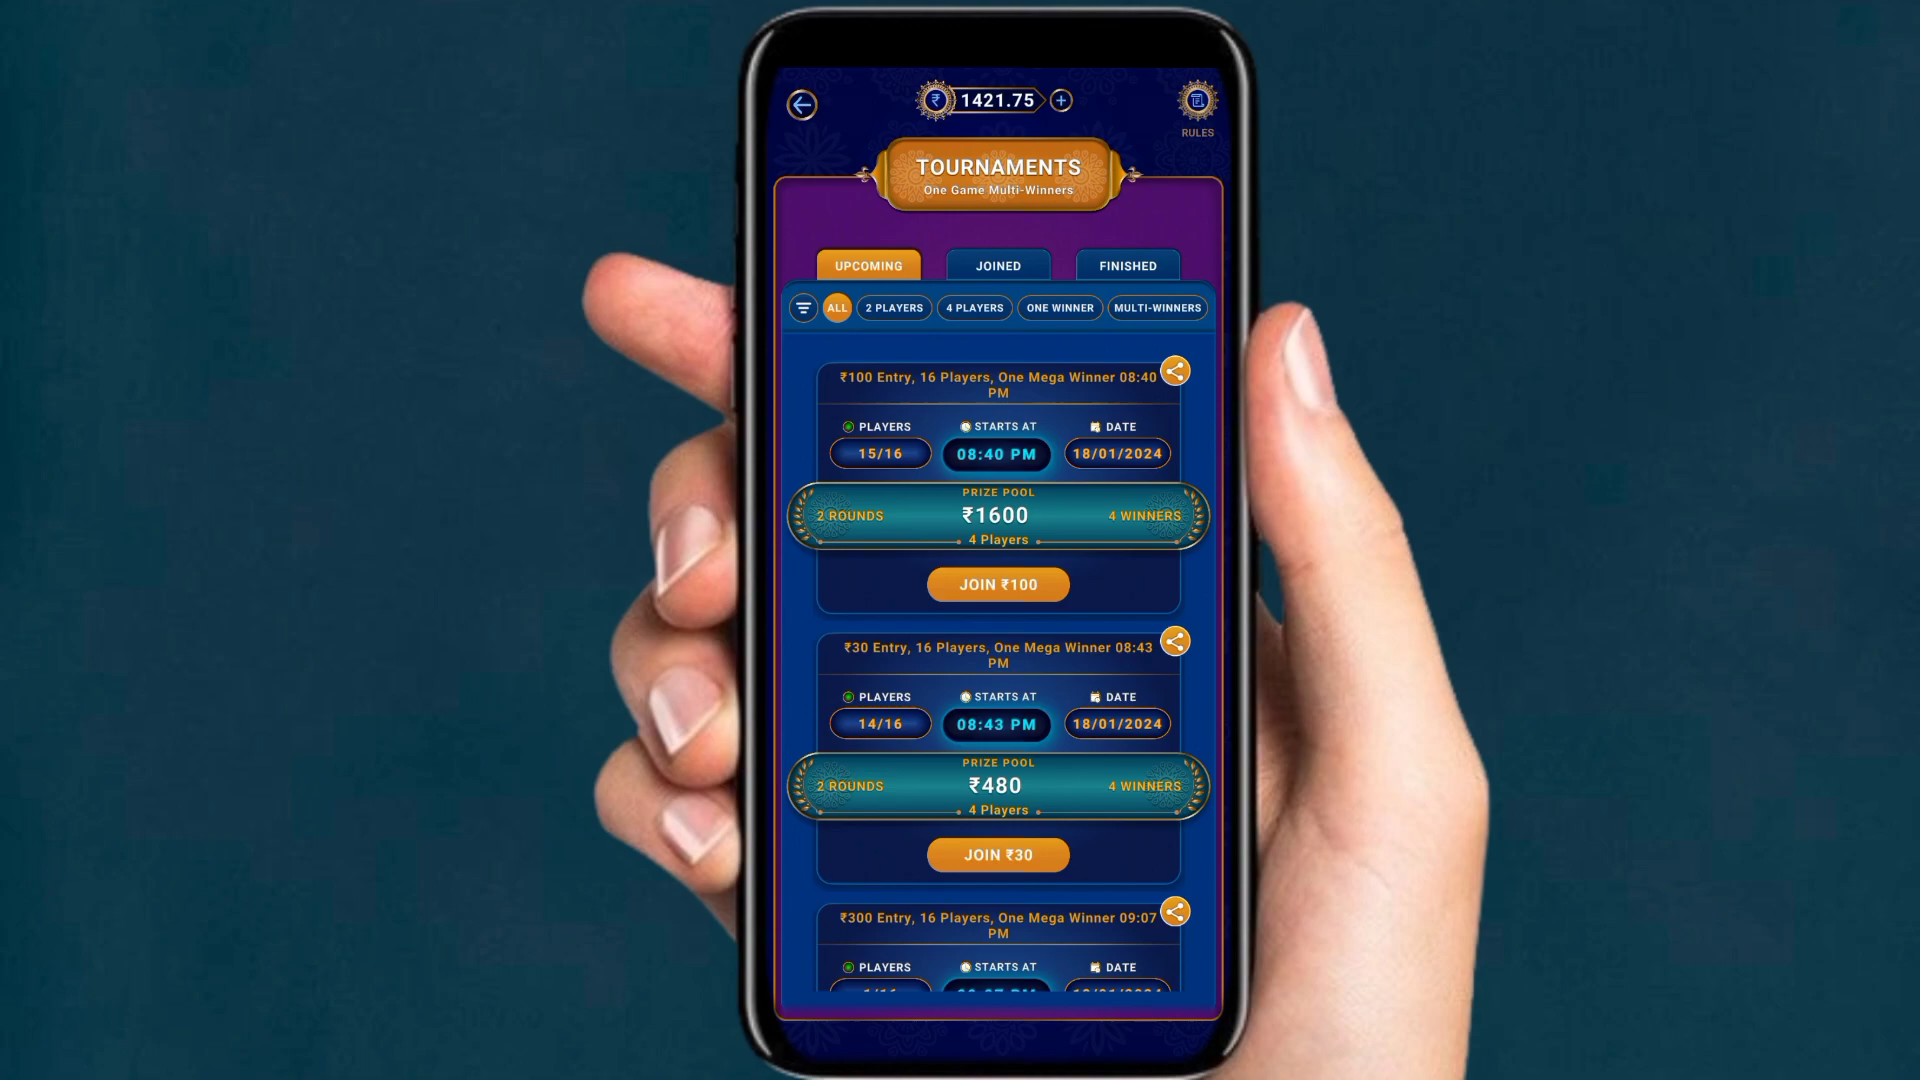 1421.75
RULES
TOURNAMENTS
One Game Multi-Winners
UPCOMING JOINED FINISHED
ALL 2 PLAYERS 4 PLAYERS ONE WINNER MULTI-WINNERS
₹100 Entry, 16 Players, One Mega Winner 08:40
PM
PLAYERS STARTS AT DATE
15/16 08:40 PM 18/01/2024
PRIZE POOL
2 ROUNDS ₹1600 4 WINNERS
4 Players
JOIN ₹100
₹30 Entry, 16 Players, One Mega Winner 08:43
PM
PLAYERS STARTS AT DATE
14/16 08:43 PM 18/01/2024
PRIZE POOL
2 ROUNDS ₹480 4 WINNERS
4 Players
JOIN ₹30
₹300 Entry, 16 Players, One Mega Winner 09:07
PM
PLAYERS STARTS AT DATE